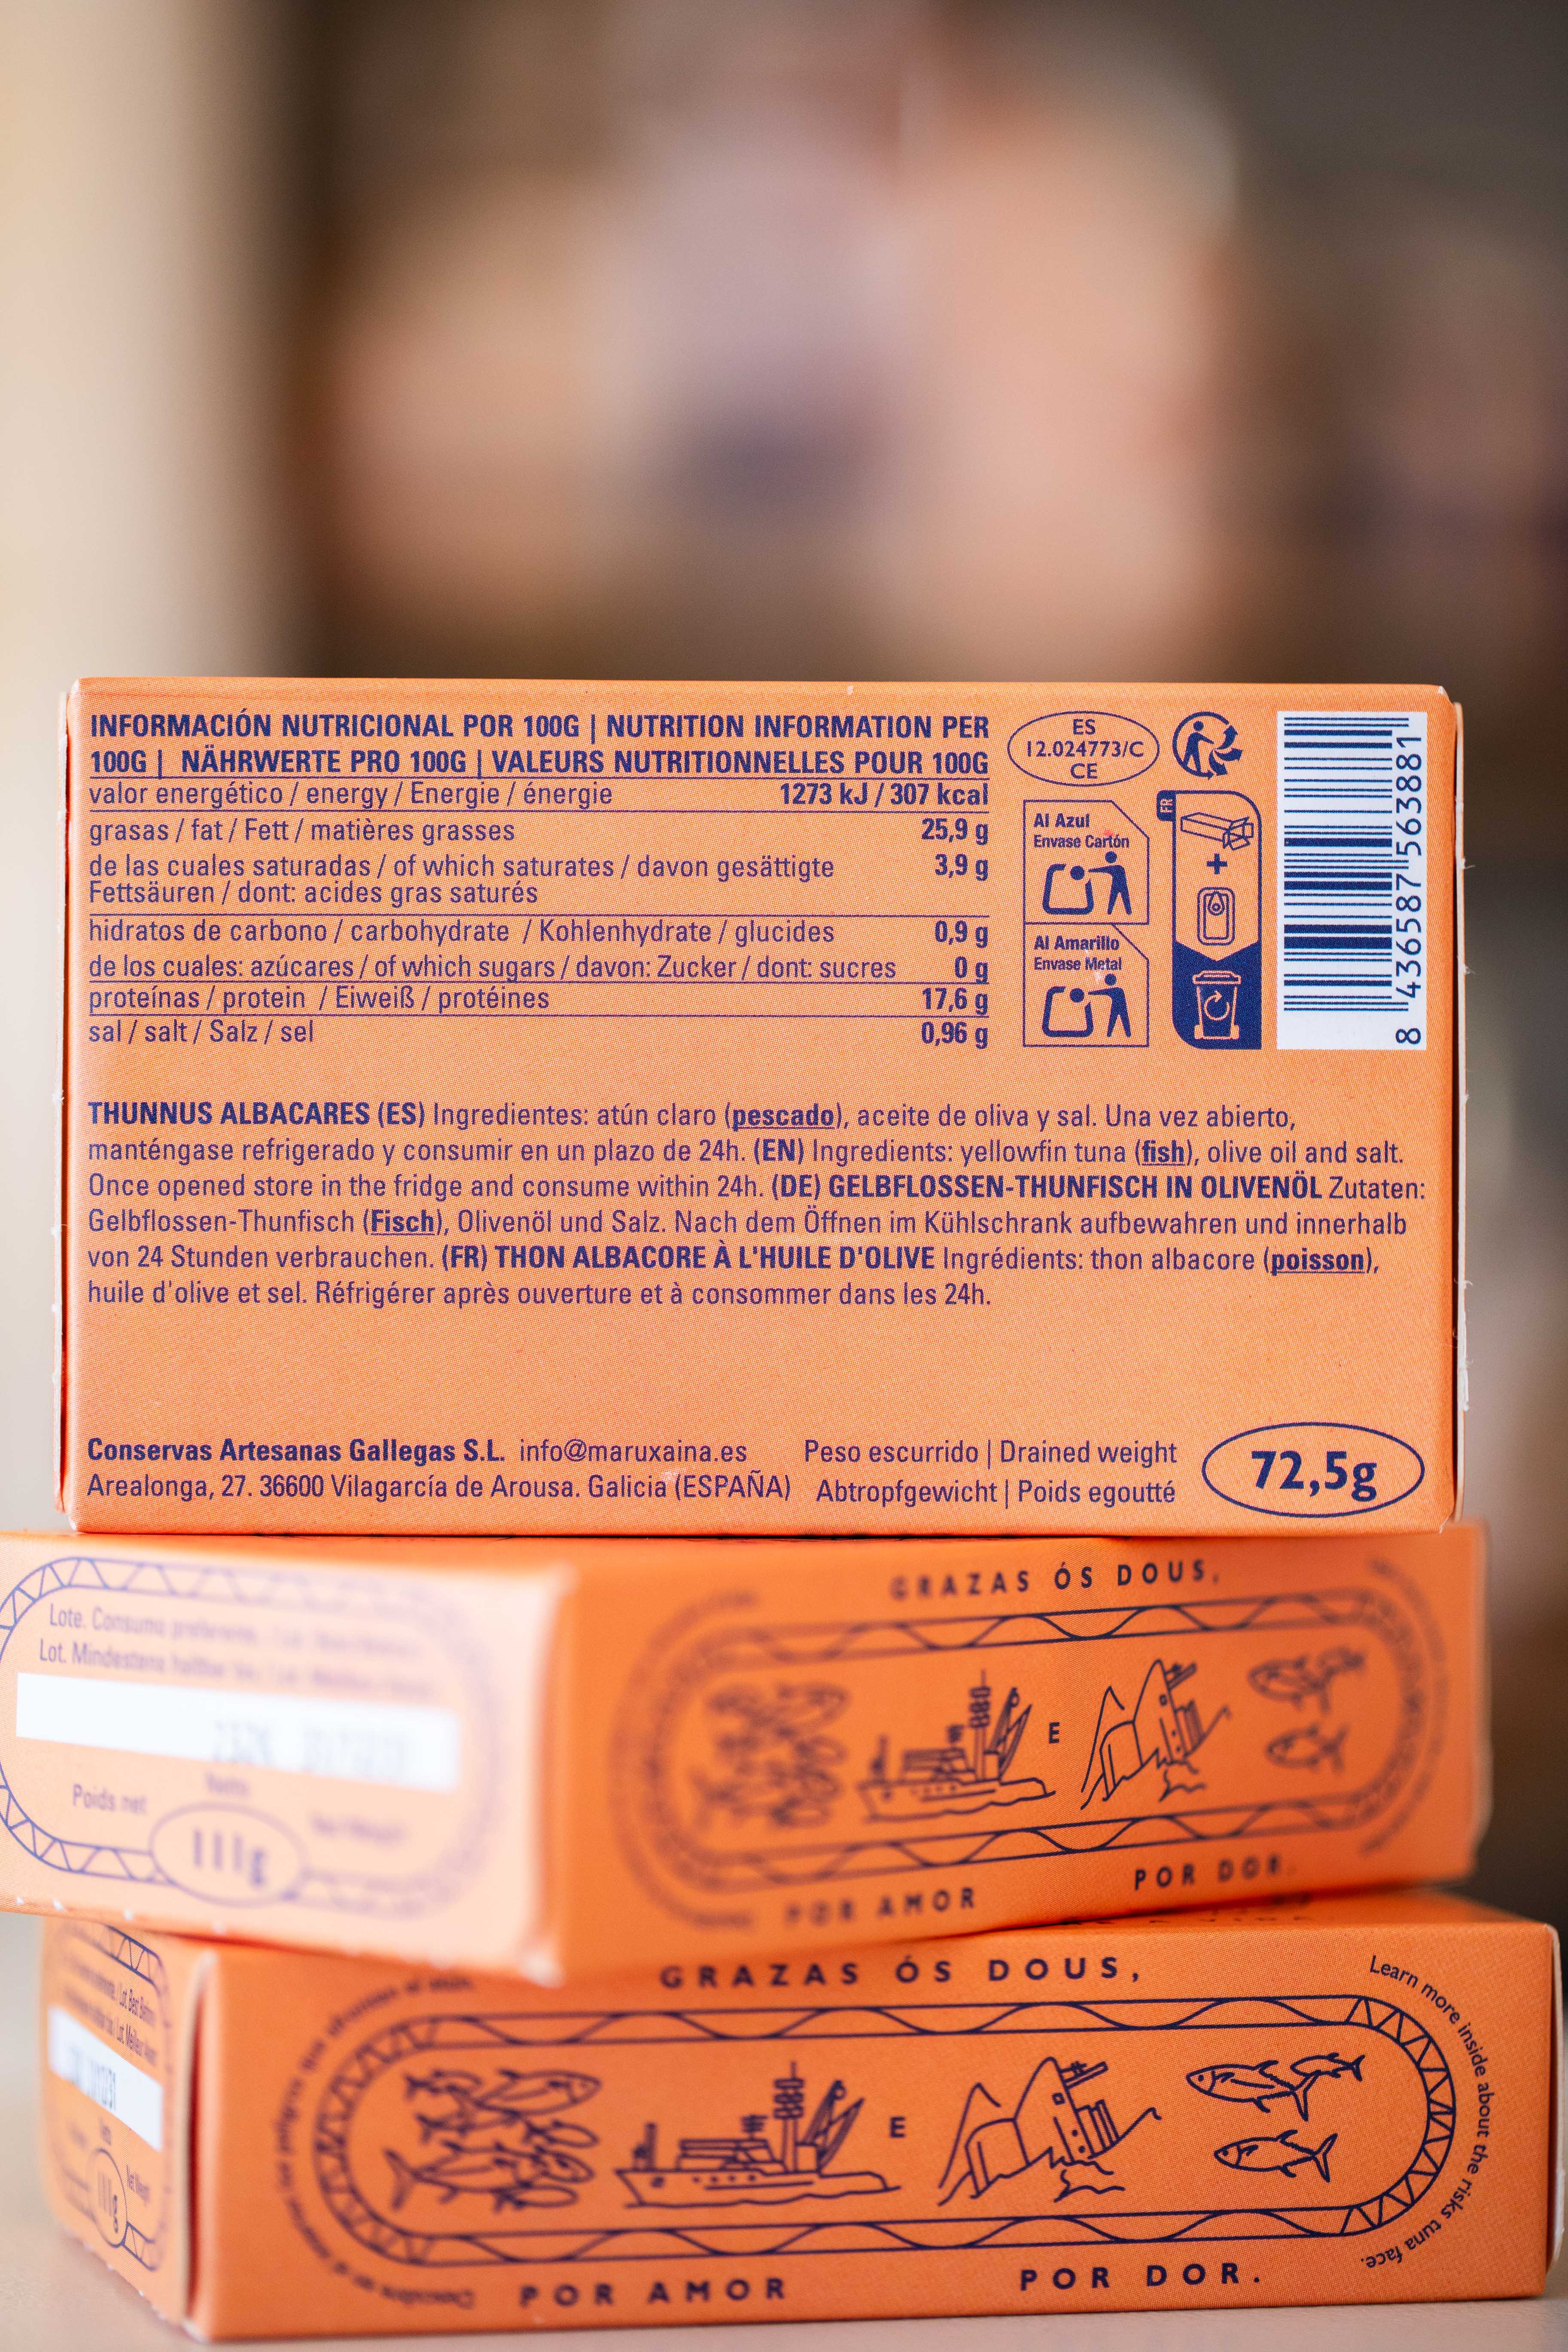 INFORMACIÓN NUTRICIONAL POR 100G | NUTRITION INFORMATION PER
100G | NÄHRWERTE PRO 100G | VALEURS NUTRITIONNELLES POUR 100G
valor energético / energy / Energie / énergie 1273 kJ / 307 kcal
grasas / fat / Fett / matières grasses 25,9 g
de las cuales saturadas / of which saturates / davon gesättigte 3,9 g
Fettsäuren / dont: acides gras saturés
hidratos de carbono / carbohydrate / Kohlenhydrate / glucides 0,9 g
de los cuales: azúcares / of which sugars / davon: Zucker / dont: sucres 0 g
proteínas / protein / Eiweiß / protéines 17,6 g
sal / salt / Salz / sel 0,96 g
ES
12.024773/C
CE
Al Azul
Envase Cartón
Al Amarillo
Envase Metal
FR
+
8 436587 563881
THUNNUS ALBACARES (ES) Ingredientes: atún claro (pescado), aceite de oliva y sal. Una vez abierto,
manténgase refrigerado y consumir en un plazo de 24h. (EN) Ingredients: yellowfin tuna (fish), olive oil and salt.
Once opened store in the fridge and consume within 24h. (DE) GELBFLOSSEN-THUNFISCH IN OLIVENÖL Zutaten:
Gelbflossen-Thunfisch (Fisch), Olivenöl und Salz. Nach dem Öffnen im Kühlschrank aufbewahren und innerhalb
von 24 Stunden verbrauchen. (FR) THON ALBACORE À L'HUILE D'OLIVE Ingrédients: thon albacore (poisson),
huile d'olive et sel. Réfrigérer après ouverture et à consommer dans les 24h.
Conservas Artesanas Gallegas S.L. info@maruxaina.es
Arealonga, 27. 36600 Vilagarcía de Arousa. Galicia (ESPAÑA)
Peso escurrido | Drained weight
Abtropfgewicht | Poids egoutté
72,5g
Lote. Consumo
Lot. Mindestens
Poids net
111g
GRAZAS ÓS DOUS,
E
POR AMOR
POR DOR.
GRAZAS ÓS DOUS,
E
POR AMOR
POR DOR.
Learn more inside about the risks tuna face.
111g